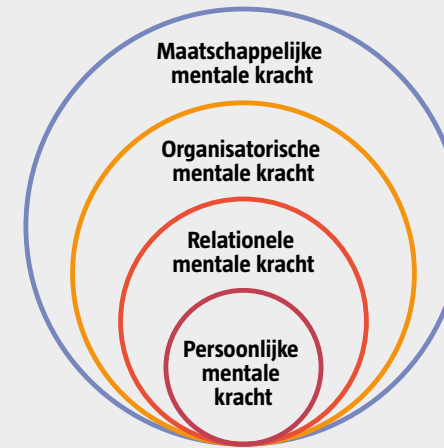 Maatschappelijke
mentale kracht
Organisatorische
mentale kracht
Relationele
mentale kracht
Persoonlijke
mentale
kracht